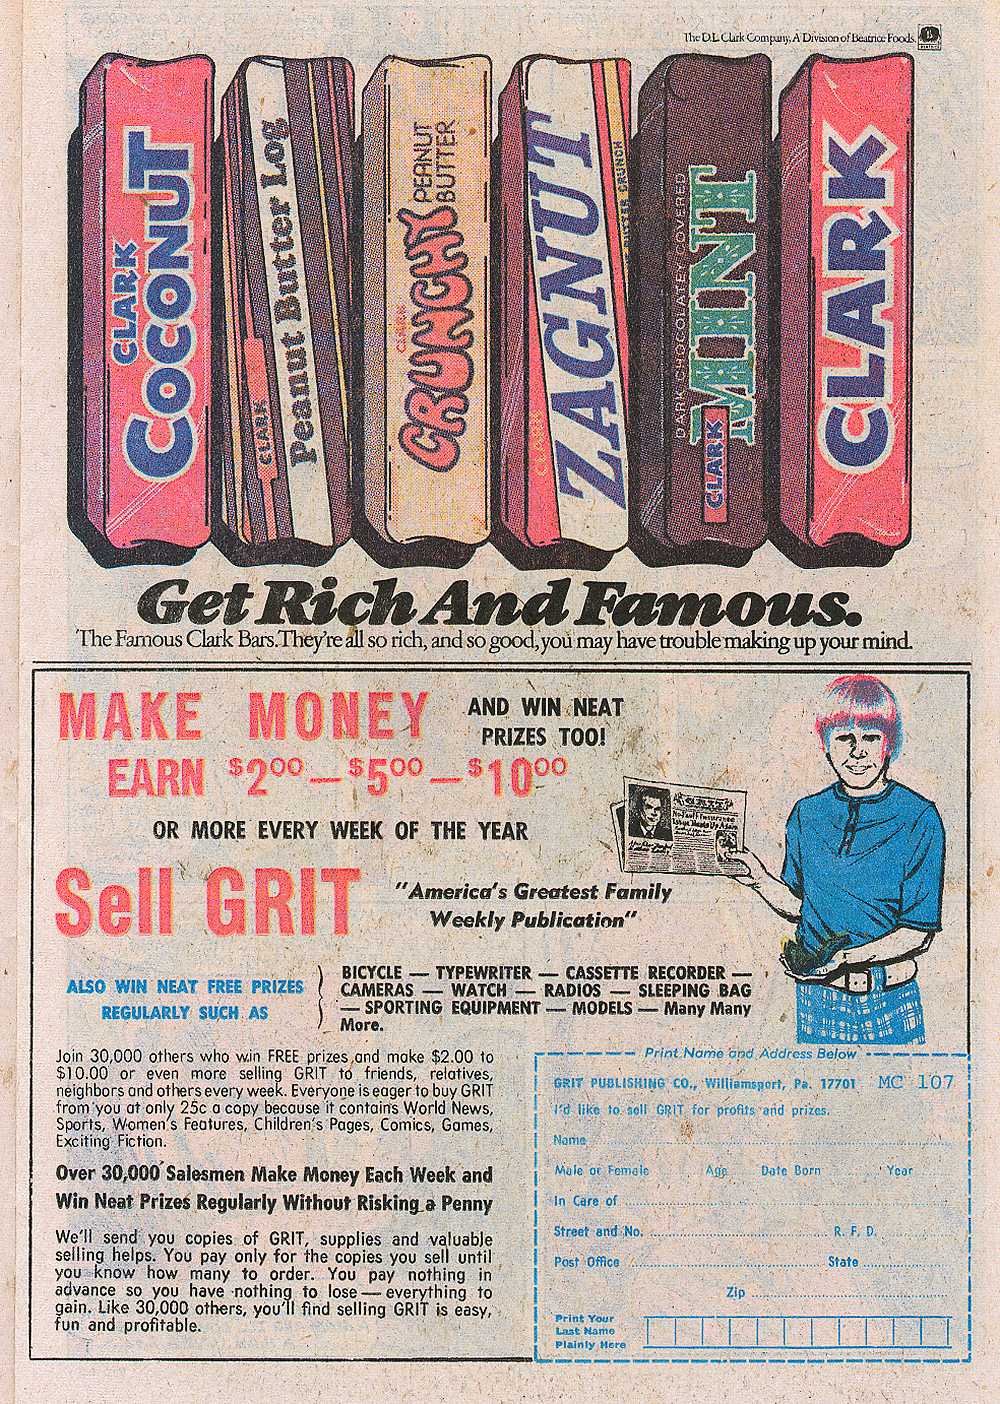 The D.L. Clark Company. A Division of Beatrice Foods.
CLARK
COCONUT
CLARK
Peanut Butter Log
CLARK
CRUNCHY
PEANUT
BUTTER
CLARK
ZAGNUT
BUTTER CRUNCH
DARK CHOCOLATEY COVERED
CLARK
MINT
CLARK
Get Rich And Famous.
The Famous Clark Bars. They're all so rich, and so good, you may have trouble making up your mind.
MAKE MONEY
AND WIN NEAT
PRIZES TOO!
EARN $200 — $500 — $1000
OR MORE EVERY WEEK OF THE YEAR
GRIT
No-Fault Insurance
Sell GRIT
"America's Greatest Family
Weekly Publication"
ALSO WIN NEAT FREE PRIZES
REGULARLY SUCH AS
BICYCLE — TYPEWRITER — CASSETTE RECORDER —
CAMERAS — WATCH — RADIOS — SLEEPING BAG
— SPORTING EQUIPMENT — MODELS — Many Many
More.
Join 30,000 others who win FREE prizes and make $2.00 to
$10.00 or even more selling GRIT to friends, relatives,
neighbors and others every week. Everyone is eager to buy GRIT
from you at only 25c a copy because it contains World News,
Sports, Women's Features, Children's Pages, Comics, Games,
Exciting Fiction.
Over 30,000 Salesmen Make Money Each Week and
Win Neat Prizes Regularly Without Risking a Penny
We'll send you copies of GRIT, supplies and valuable
selling helps. You pay only for the copies you sell until
you know how many to order. You pay nothing in
advance so you have nothing to lose — everything to
gain. Like 30,000 others, you'll find selling GRIT is easy,
fun and profitable.
Print Name and Address Below
GRIT PUBLISHING CO., Williamsport, Pa. 17701 MC 107
I'd like to sell GRIT for profits and prizes.
Name
Male or Female Age Date Born Year
In Care of
Street and No. R. F. D.
Post Office State
Zip
Print Your
Last Name
Plainly Here